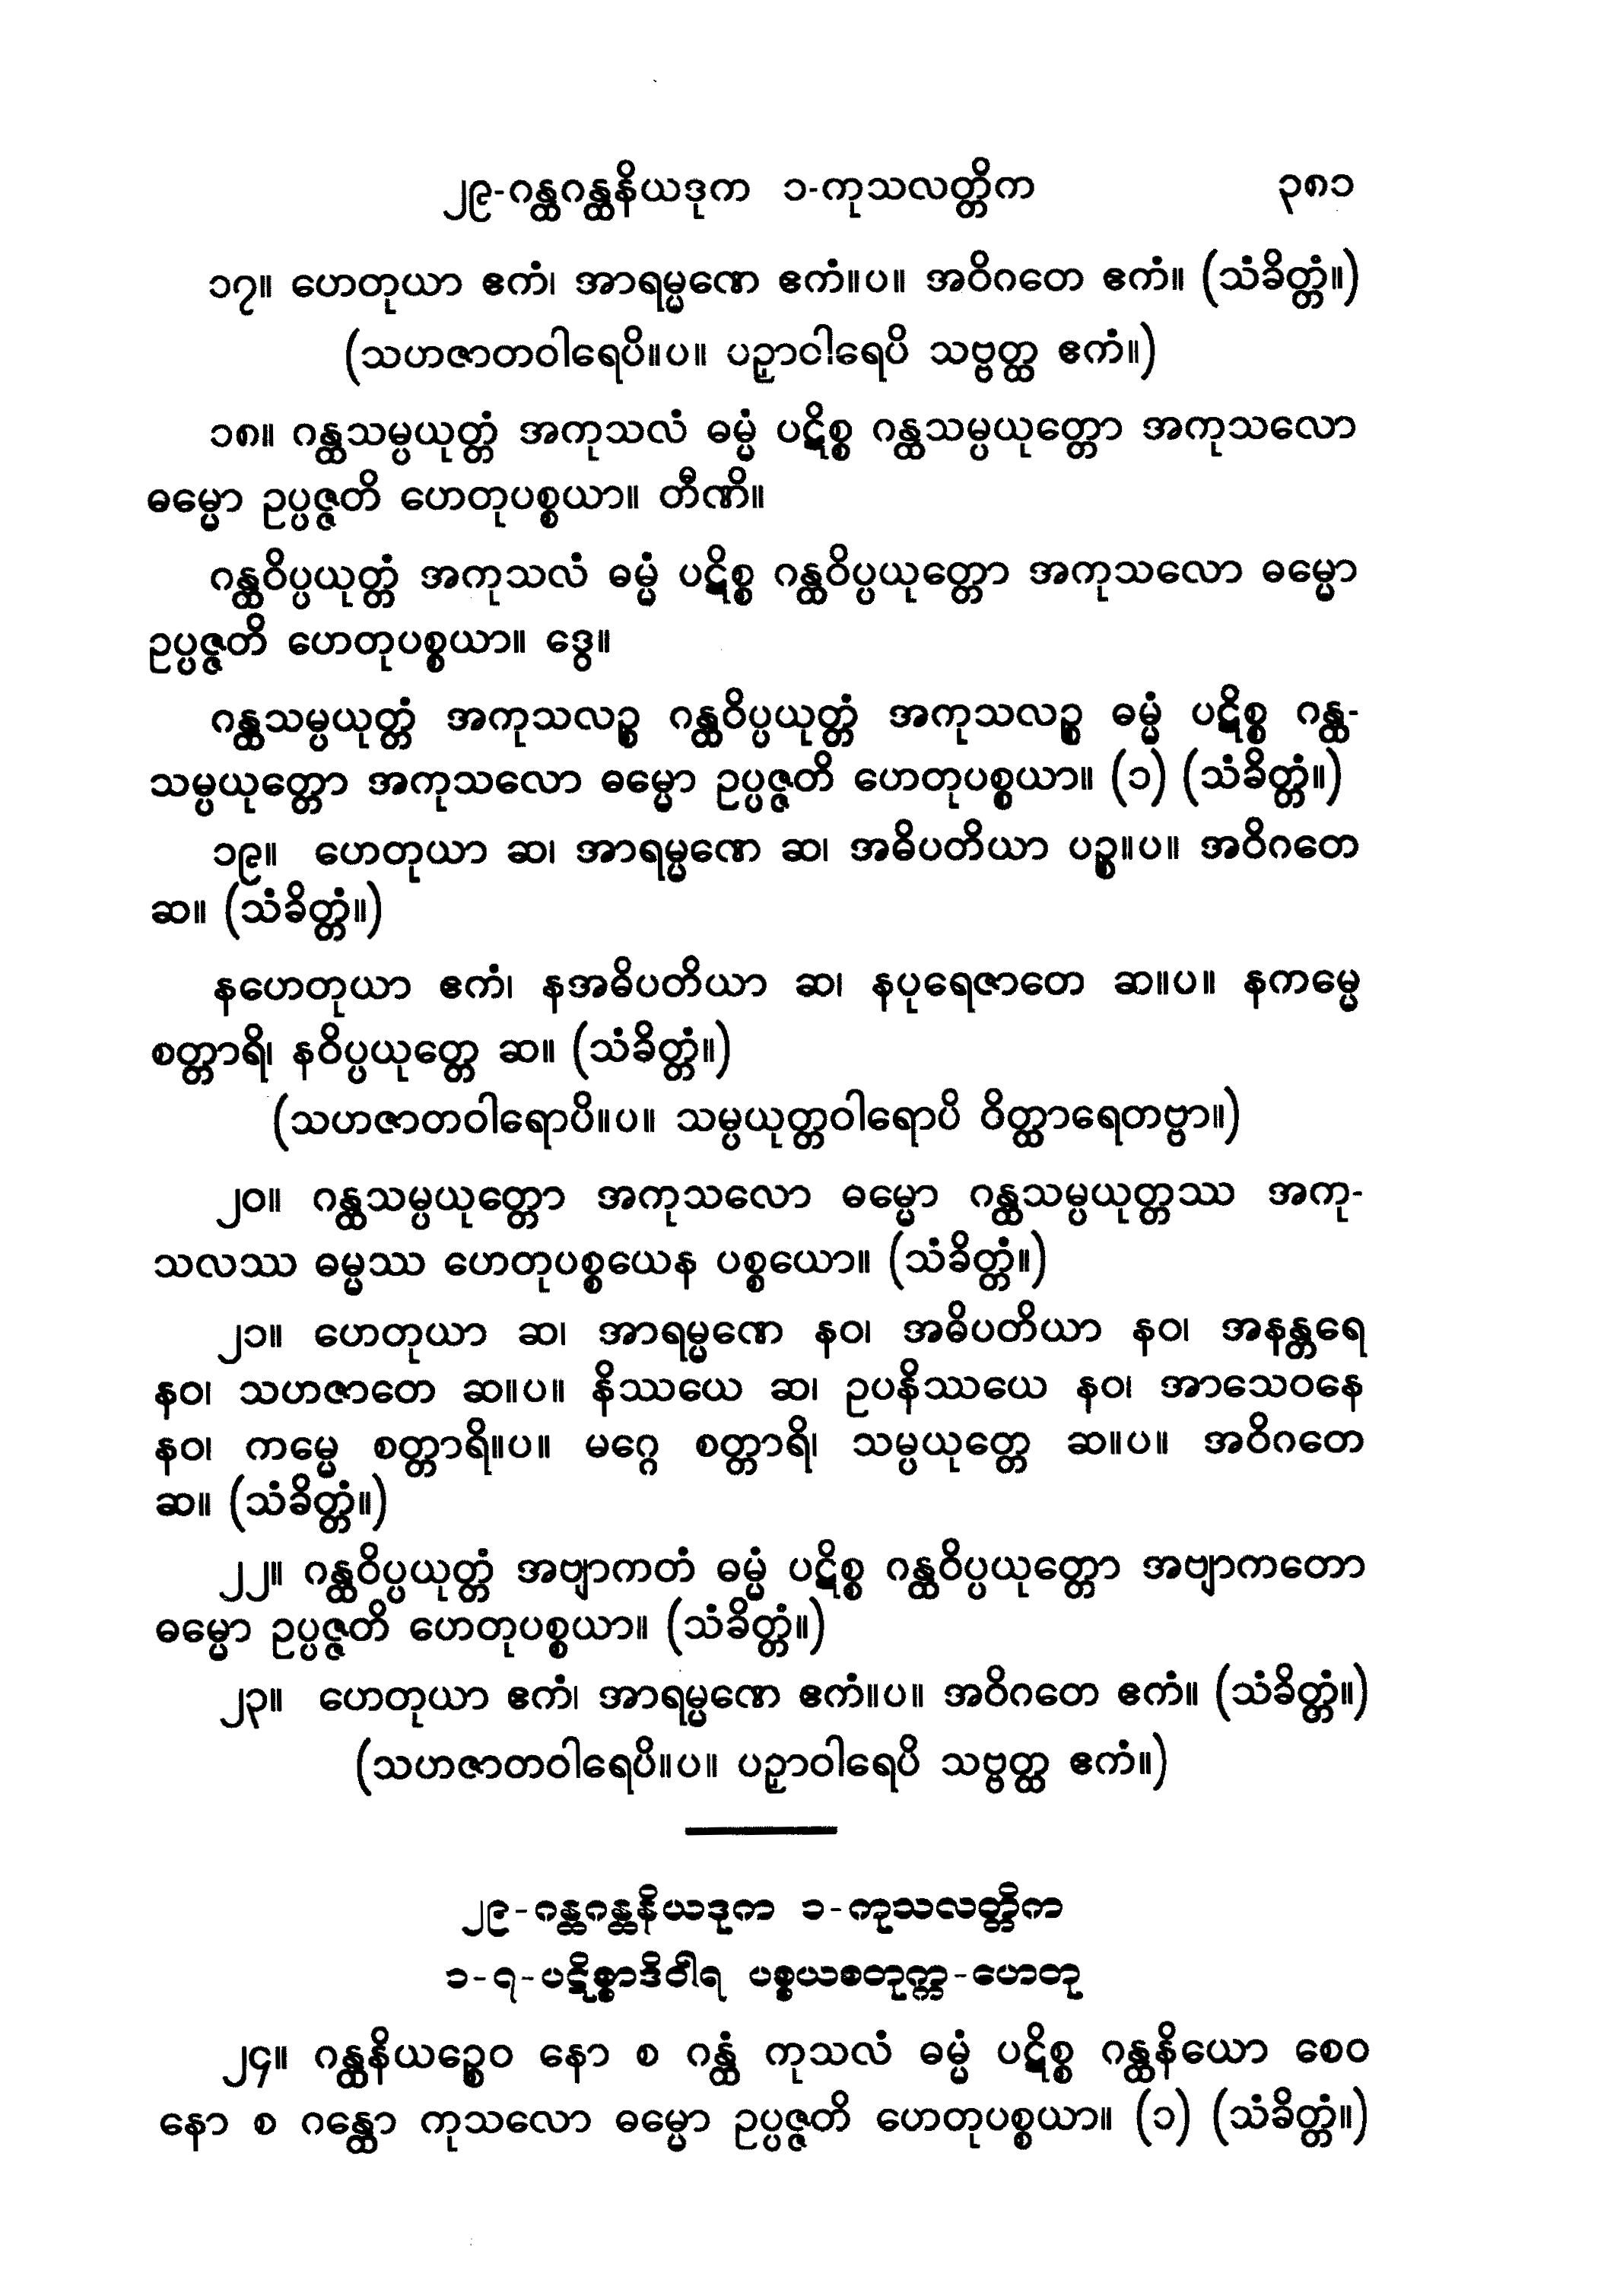 ၂၉-ဂန္ထဂန္ထနိယဒုက ၁-ကုသလတ္တိက ၃၈၁
၁၇။ ဟေတုယာ ဧကံ၊ အာရမ္မဏေ ဧကံ။ပ။ အဝိဂတေ ဧကံ။ (သံခိတ္တံ။)
(သဟဇာတဝါရေပိ။ပ။ ပဉှာဝါရေပိ သဗ္ဗတ္ထ ဧကံ။)
၁၈။ ဂန္ထသမ္ပယုတ္တံ အကုသလံ ဓမ္မံ ပဋိစ္စ ဂန္ထသမ္ပယုတ္တော အကုသလော
ဓမ္မော ဥပ္ပဇ္ဇတိ ဟေတုပစ္စယာ။ တီဏိ။
ဂန္ထဝိပ္ပယုတ္တံ အကုသလံ ဓမ္မံ ပဋိစ္စ ဂန္ထဝိပ္ပယုတ္တော အကုသလော ဓမ္မော
ဥပ္ပဇ္ဇတိ ဟေတုပစ္စယာ။ ဒွေ။
ဂန္ထသမ္ပယုတ္တံ အကုသလဉ္စ ဂန္ထဝိပ္ပယုတ္တံ အကုသလဉ္စ ဓမ္မံ ပဋိစ္စ ဂန္ထ-
သမ္ပယုတ္တော အကုသလော ဓမ္မော ဥပ္ပဇ္ဇတိ ဟေတုပစ္စယာ။ (၁) (သံခိတ္တံ။)
၁၉။ ဟေတုယာ ဆ၊ အာရမ္မဏေ ဆ၊ အဓိပတိယာ ပဉ္စ။ပ။ အဝိဂတေ
ဆ။ (သံခိတ္တံ။)
နဟေတုယာ ဧကံ၊ နအဓိပတိယာ ဆ၊ နပုရေဇာတေ ဆ။ပ။ နကမ္မေ
စတ္တာရိ၊ နဝိပ္ပယုတ္တေ ဆ။ (သံခိတ္တံ။)
(သဟဇာတဝါရောပိ။ပ။ သမ္ပယုတ္တဝါရောပိ ဝိတ္ထာရေတဗ္ဗာ။)
၂၀။ ဂန္ထသမ္ပယုတ္တော အကုသလော ဓမ္မော ဂန္ထသမ္ပယုတ္တဿ အကု-
သလဿ ဓမ္မဿ ဟေတုပစ္စယေန ပစ္စယော။ (သံခိတ္တံ။)
၂၁။ ဟေတုယာ ဆ၊ အာရမ္မဏေ နဝ၊ အဓိပတိယာ နဝ၊ အနန္တရေ
နဝ၊ သဟဇာတေ ဆ။ပ။ နိဿယေ ဆ၊ ဥပနိဿယေ နဝ၊ အာသေဝနေ
နဝ၊ ကမ္မေ စတ္တာရိ။ပ။ မဂ္ဂေ စတ္တာရိ၊ သမ္ပယုတ္တေ ဆ။ပ။ အဝိဂတေ
ဆ။ (သံခိတ္တံ။)
၂၂။ ဂန္ထဝိပ္ပယုတ္တံ အဗျာကတံ ဓမ္မံ ပဋိစ္စ ဂန္ထဝိပ္ပယုတ္တော အဗျာကတော
ဓမ္မော ဥပ္ပဇ္ဇတိ ဟေတုပစ္စယာ။ (သံခိတ္တံ။)
၂၃။ ဟေတုယာ ဧကံ၊ အာရမ္မဏေ ဧကံ။ပ။ အဝိဂတေ ဧကံ။ (သံခိတ္တံ။)
(သဟဇာတဝါရေပိ။ပ။ ပဉှာဝါရေပိ သဗ္ဗတ္ထ ဧကံ။)
၂၉-ဂန္ထဂန္ထနိယဒုက ၁-ကုသလတ္တိက
၁-၇-ပဋိစ္စာဒိဝါရ ပစ္စယစတုက္က-ဟေတု
၂၄။ ဂန္ထနိယဉ္စေဝ နော စ ဂန္ထံ ကုသလံ ဓမ္မံ ပဋိစ္စ ဂန္ထနိယော စေဝ
နော စ ဂန္ထော ကုသလော ဓမ္မော ဥပ္ပဇ္ဇတိ ဟေတုပစ္စယာ။ (၁) (သံခိတ္တံ။)